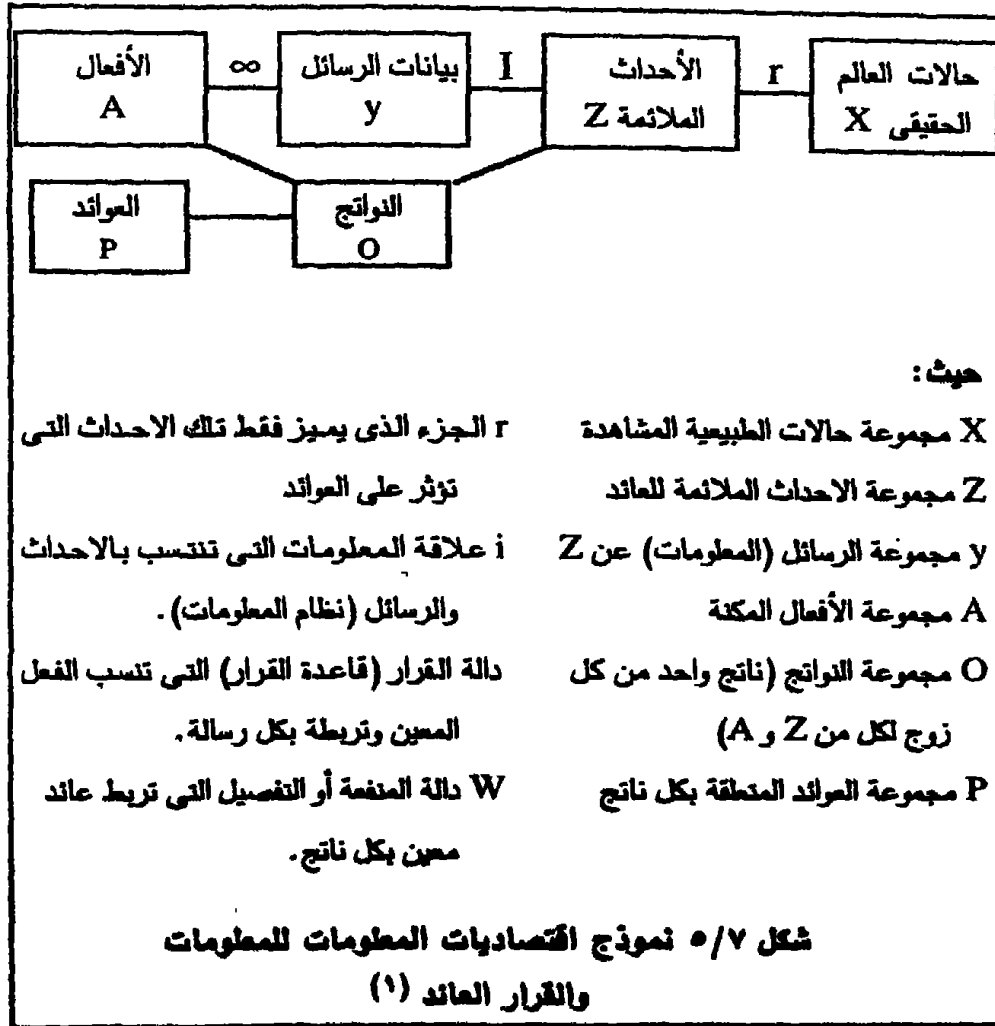 حالات العالم
الحقيقى X
r
الأحداث
الملائمة Z
I
بيانات الرسائل
y
∞
الأفعال
A
النواتج
O
العوائد
P
حيث:
X مجموعة حالات الطبيعية المشاهدة
Z مجموعة الاحداث الملائمة للعائد
y مجموعة الرسائل (المعلومات) عن Z
A مجموعة الأفعال المكنة
O مجموعة النواتج (ناتج واحد من كل
زوج لكل من Z و A)
P مجموعة العوائد المتعلقة بكل ناتج
r الجزء الذى يميز فقط تلك الاحداث التى
تؤثر على العوائد
i علاقة المعلومات التى تنتسب بالاحداث
والرسائل (نظام المعلومات).
دالة القرار (قاعدة القرار) التى تنسب الفعل
المعين وتربطة بكل رسالة.
W دالة المنفعة أو التفصيل التى تربط عائد
معين بكل ناتج.
شكل ٥/٧ نموذج اقتصاديات المعلومات للمعلومات
والقرار العائد (١)